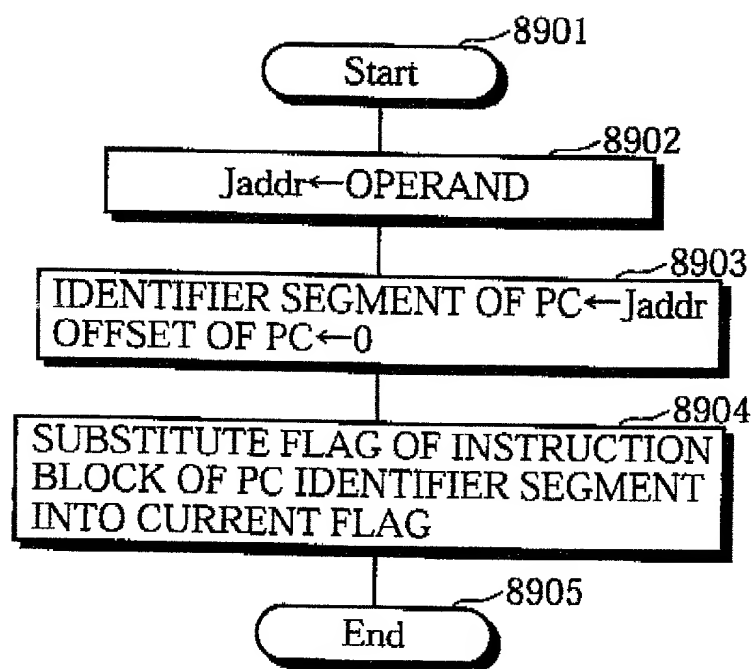 8901
Start
8902
Jaddr←OPERAND
8903
IDENTIFIER SEGMENT OF PC←Jaddr
OFFSET OF PC←0
8904
SUBSTITUTE FLAG OF INSTRUCTION
BLOCK OF PC IDENTIFIER SEGMENT
INTO CURRENT FLAG
8905
End